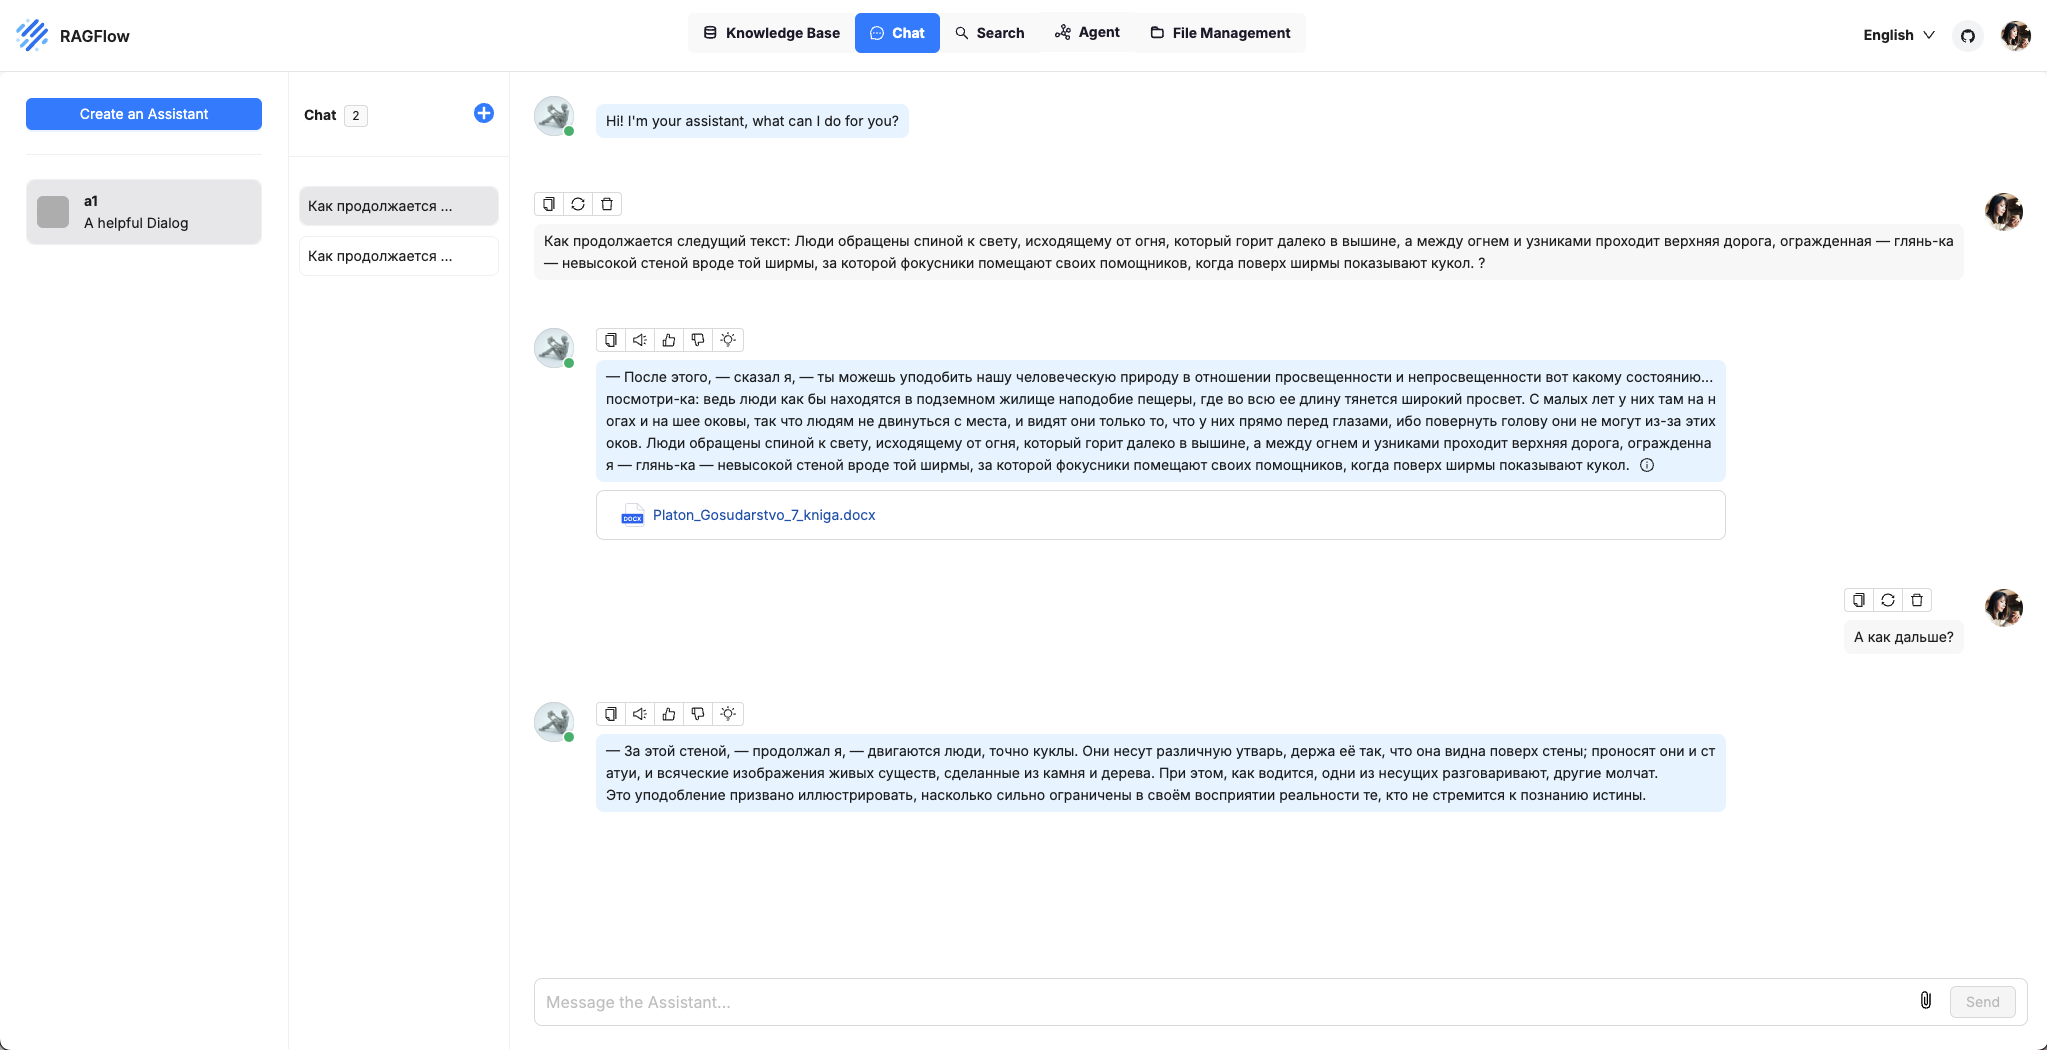 RAGFlow
Knowledge Base
Chat
Search
Agent
File Management
English
Create an Assistant
a1
A helpful Dialog
Chat 2
Как продолжается ...
Как продолжается ...
Hi! I'm your assistant, what can I do for you?
Как продолжается следущий текст: Люди обращены спиной к свету, исходящему от огня, который горит далеко в вышине, а между огнем и узниками проходит верхняя дорога, огражденная — глянь-ка
— невысокой стеной вроде той ширмы, за которой фокусники помещают своих помощников, когда поверх ширмы показывают кукол. ?
— После этого, — сказал я, — ты можешь уподобить нашу человеческую природу в отношении просвещенности и непросвещенности вот какому состоянию...
посмотри-ка: ведь люди как бы находятся в подземном жилище наподобие пещеры, где во всю ее длину тянется широкий просвет. С малых лет у них там на н
огах и на шее оковы, так что людям не двинуться с места, и видят они только то, что у них прямо перед глазами, ибо повернуть голову они не могут из-за этих
оков. Люди обращены спиной к свету, исходящему от огня, который горит далеко в вышине, а между огнем и узниками проходит верхняя дорога, огражденна
я — глянь-ка — невысокой стеной вроде той ширмы, за которой фокусники помещают своих помощников, когда поверх ширмы показывают кукол.
DOCX Platon_Gosudarstvo_7_kniga.docx
А как дальше?
— За этой стеной, — продолжал я, — двигаются люди, точно куклы. Они несут различную утварь, держа её так, что она видна поверх стены; проносят они и ст
атуи, и всяческие изображения живых существ, сделанные из камня и дерева. При этом, как водится, одни из несущих разговаривают, другие молчат.
Это уподобление призвано иллюстрировать, насколько сильно ограничены в своём восприятии реальности те, кто не стремится к познанию истины.
Message the Assistant...
Send